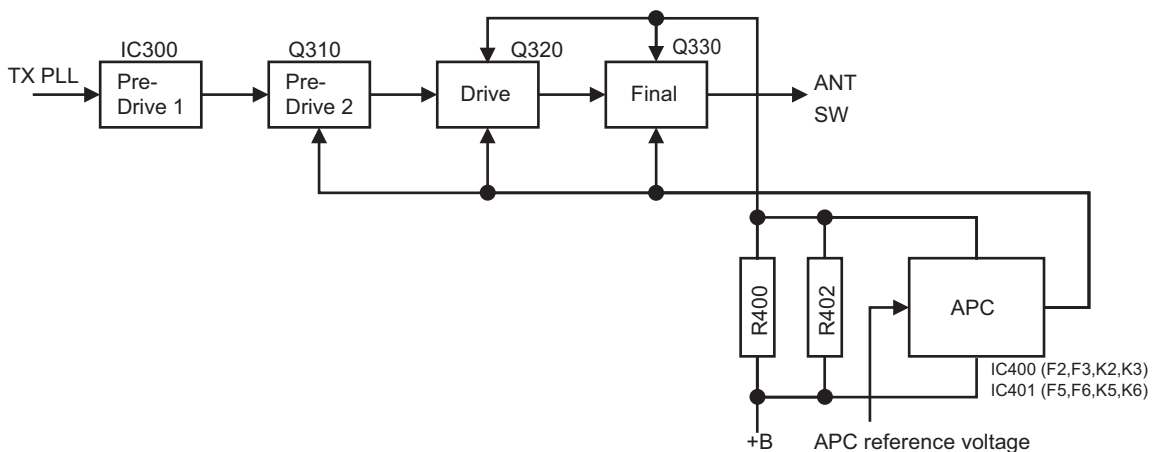 IC300
Q310
Q320
Q330
TX PLL
Pre-
Drive 1
Pre-
Drive 2
Drive
Final
ANT
SW
R400
R402
APC
IC400 (F2,F3,K2,K3)
IC401 (F5,F6,K5,K6)
+B
APC reference voltage